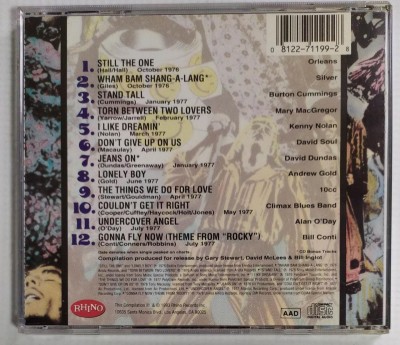 0 8122-71199-2 8
1. STILL THE ONE Orleans
(Hall/Hall) October 1976
2. WHAM BAM SHANG-A-LANG* Silver
(Giles) October 1976
3. STAND TALL Burton Cummings
(Cummings) January 1977
4. TORN BETWEEN TWO LOVERS Mary MacGregor
(Yarrow/Jarrell) February 1977
5. I LIKE DREAMIN' Kenny Nolan
(Nolan) March 1977
6. DON'T GIVE UP ON US David Soul
(Macaulay) April 1977
7. JEANS ON* David Dundas
(Dundas/Greenaway) January 1977
8. LONELY BOY Andrew Gold
(Gold) June 1977
9. THE THINGS WE DO FOR LOVE 10cc
(Stewart/Gouldman) April 1977
10. COULDN'T GET IT RIGHT Climax Blues Band
(Cooper/Cuffley/Haycock/Holt/Jones) May 1977
11. UNDERCOVER ANGEL Alan O'Day
(O'Day) July 1977
12. GONNA FLY NOW (THEME FROM "ROCKY") Bill Conti
(Conti/Connors/Robbins) July 1977
Compilation produced for release by Gary Stewart, David McLees & Bill Inglot
RHINO
AAD